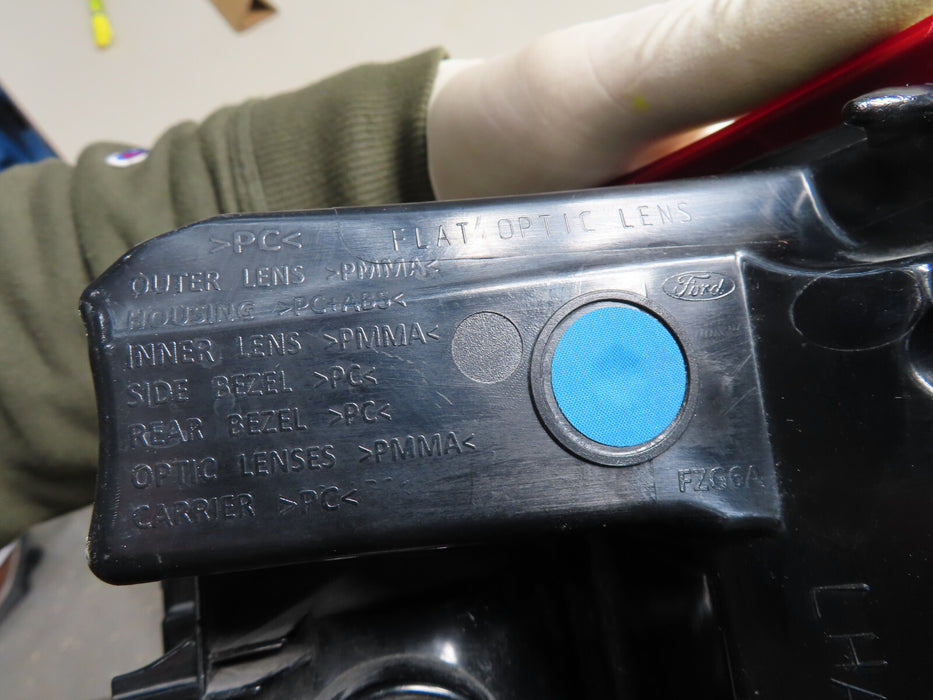 >PC< FLAT OPTIC LENS
OUTER LENS >PMMA<
HOUSING >PC+ABS<
INNER LENS >PMMA<
SIDE BEZEL >PC<
REAR BEZEL >PC<
OPTIC LENSES >PMMA<
CARRIER >PC<
Ford
LH